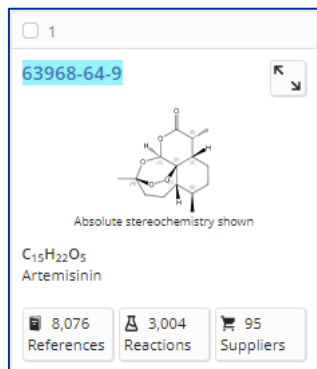 1
63968-64-9
O
H
O
O
H
O
O
H
Absolute stereochemistry shown
C₁₅H₂₂O₅
Artemisinin
8,076
References
3,004
Reactions
95
Suppliers